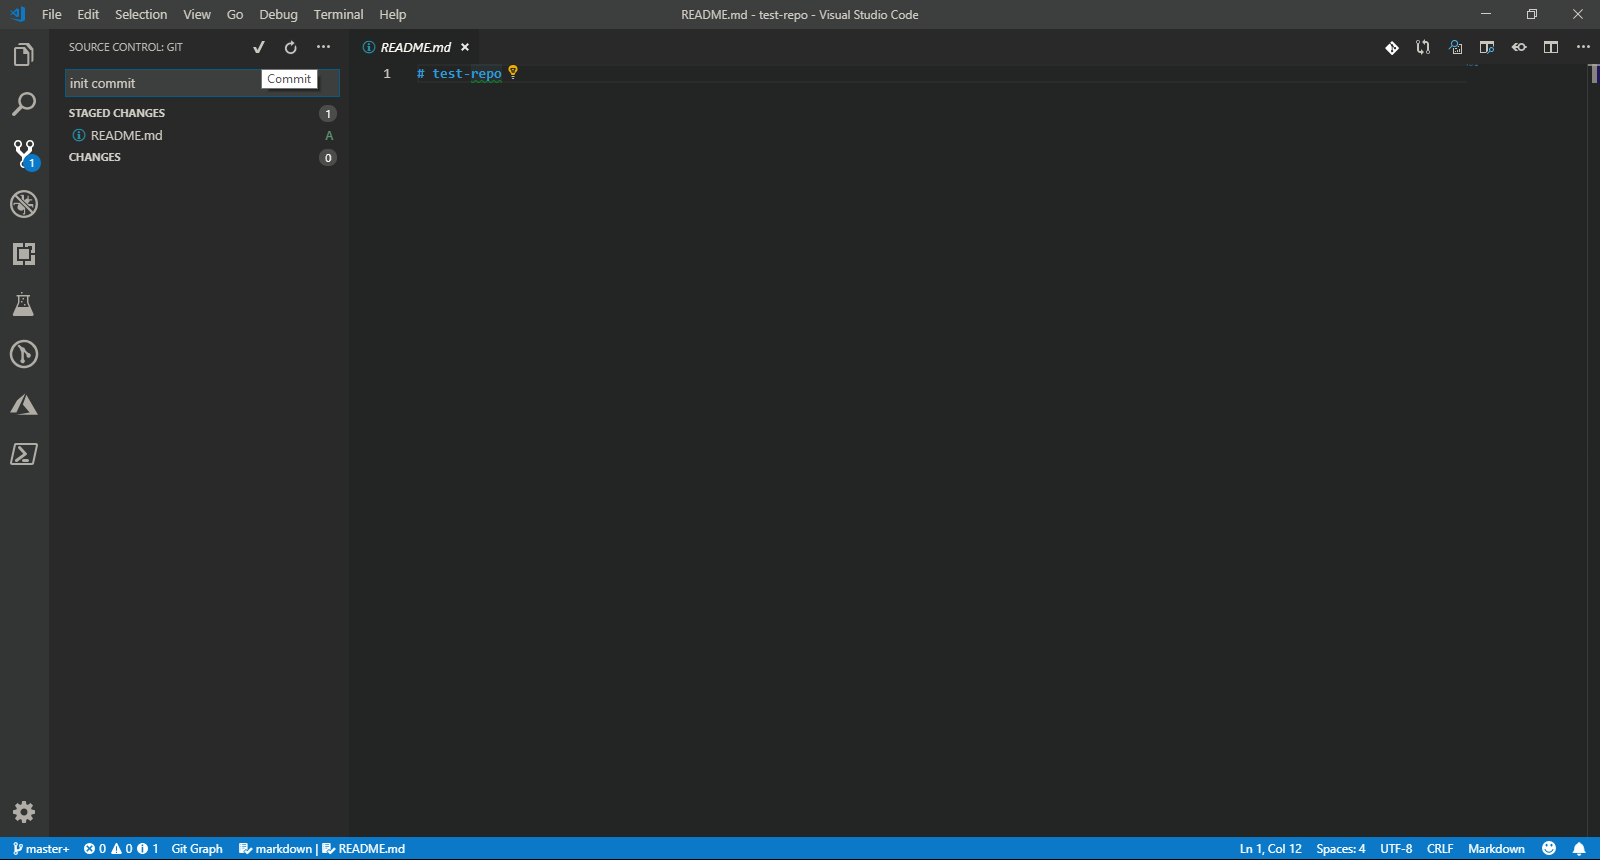 File Edit Selection View Go Debug Terminal Help README.md - test-repo - Visual Studio Code
SOURCE CONTROL: GIT
README.md
init commit
Commit
1 # test-repo
STAGED CHANGES 1
README.md A
CHANGES 0
1
master+ 0 0 1 Git Graph markdown | README.md Ln 1, Col 12 Spaces: 4 UTF-8 CRLF Markdown